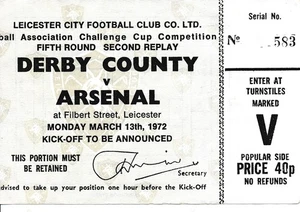 LEICESTER CITY FOOTBALL CLUB CO. LTD.
ball Association Challenge Cup Competition
FIFTH ROUND SECOND REPLAY
DERBY COUNTY
v
ARSENAL
at Filbert Street, Leicester
MONDAY MARCH 13th, 1972
KICK-OFF TO BE ANNOUNCED
THIS PORTION
MUST BE
RETAINED
Secretary
dvised to take up your position one hour before the Kick-Off
Serial No.
No 583
ENTER AT
TURNSTILES
MARKED
V
POPULAR SIDE
PRICE 40p
NO REFUNDS